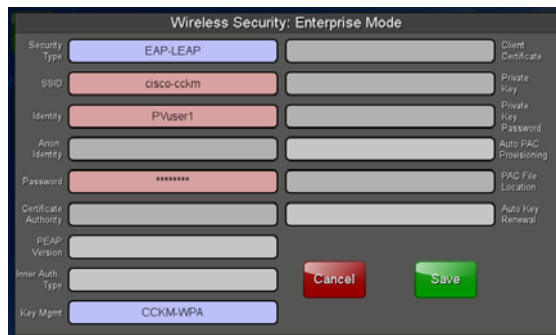 Wireless Security: Enterprise Mode
Security Type
EAP-LEAP
Client Certificate
SSID
cisco-cckm
Private Key
Identity
PVuser1
Private Key Password
Anon. Identity
Auto PAC Provisioning
Password
********
PAC File Location
Certificate Authority
Auto Key Renewal
PEAP Version
Inner Auth. Type
Cancel
Save
Key Mgmt
CCKM-WPA